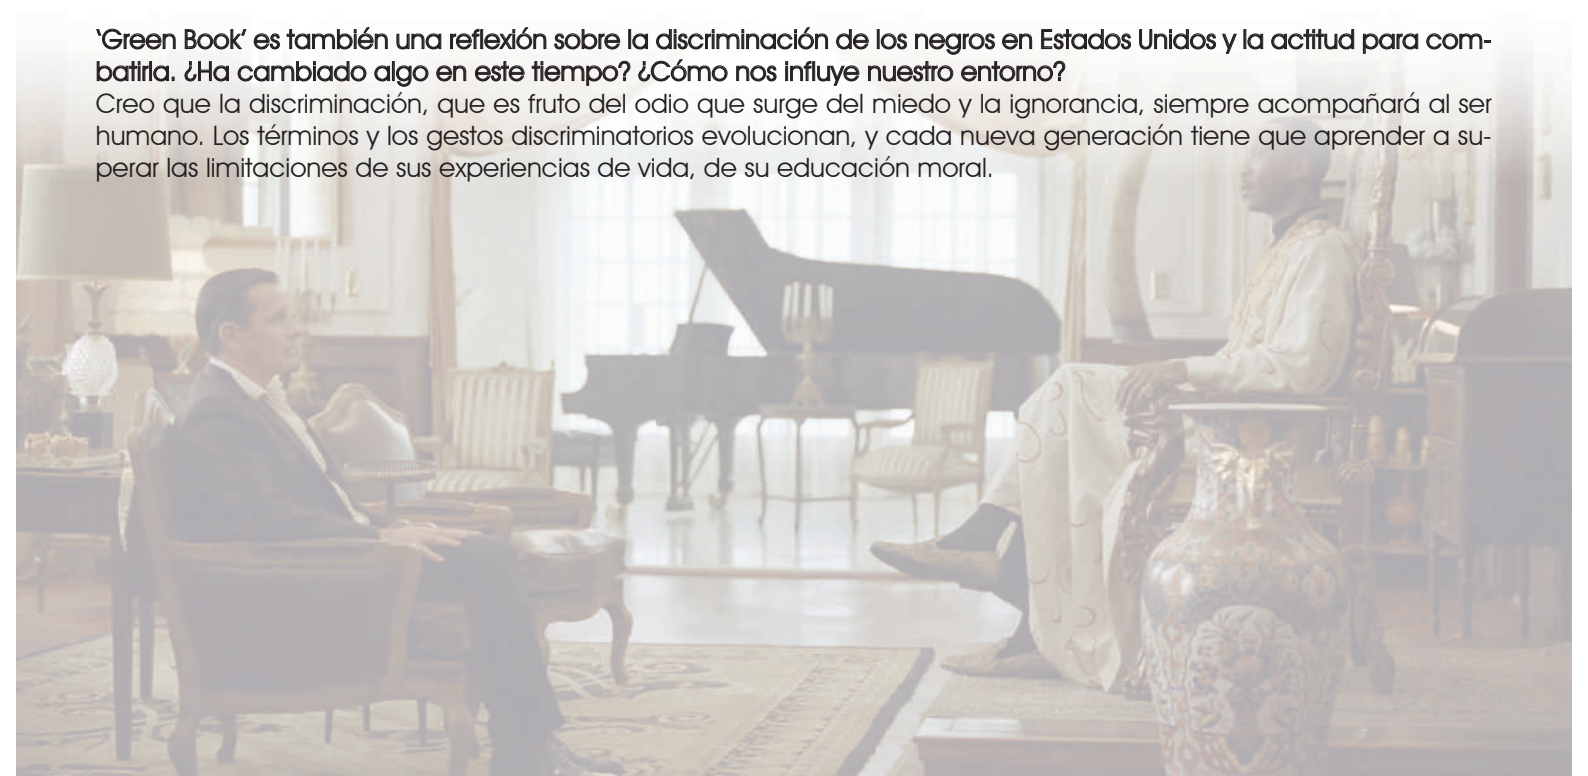 ‘Green Book’ es también una reflexión sobre la discriminación de los negros en Estados Unidos y la actitud para com-
batirla. ¿Ha cambiado algo en este tiempo? ¿Cómo nos influye nuestro entorno?
Creo que la discriminación, que es fruto del odio que surge del miedo y la ignorancia, siempre acompañará al ser
humano. Los términos y los gestos discriminatorios evolucionan, y cada nueva generación tiene que aprender a su-
perar las limitaciones de sus experiencias de vida, de su educación moral.